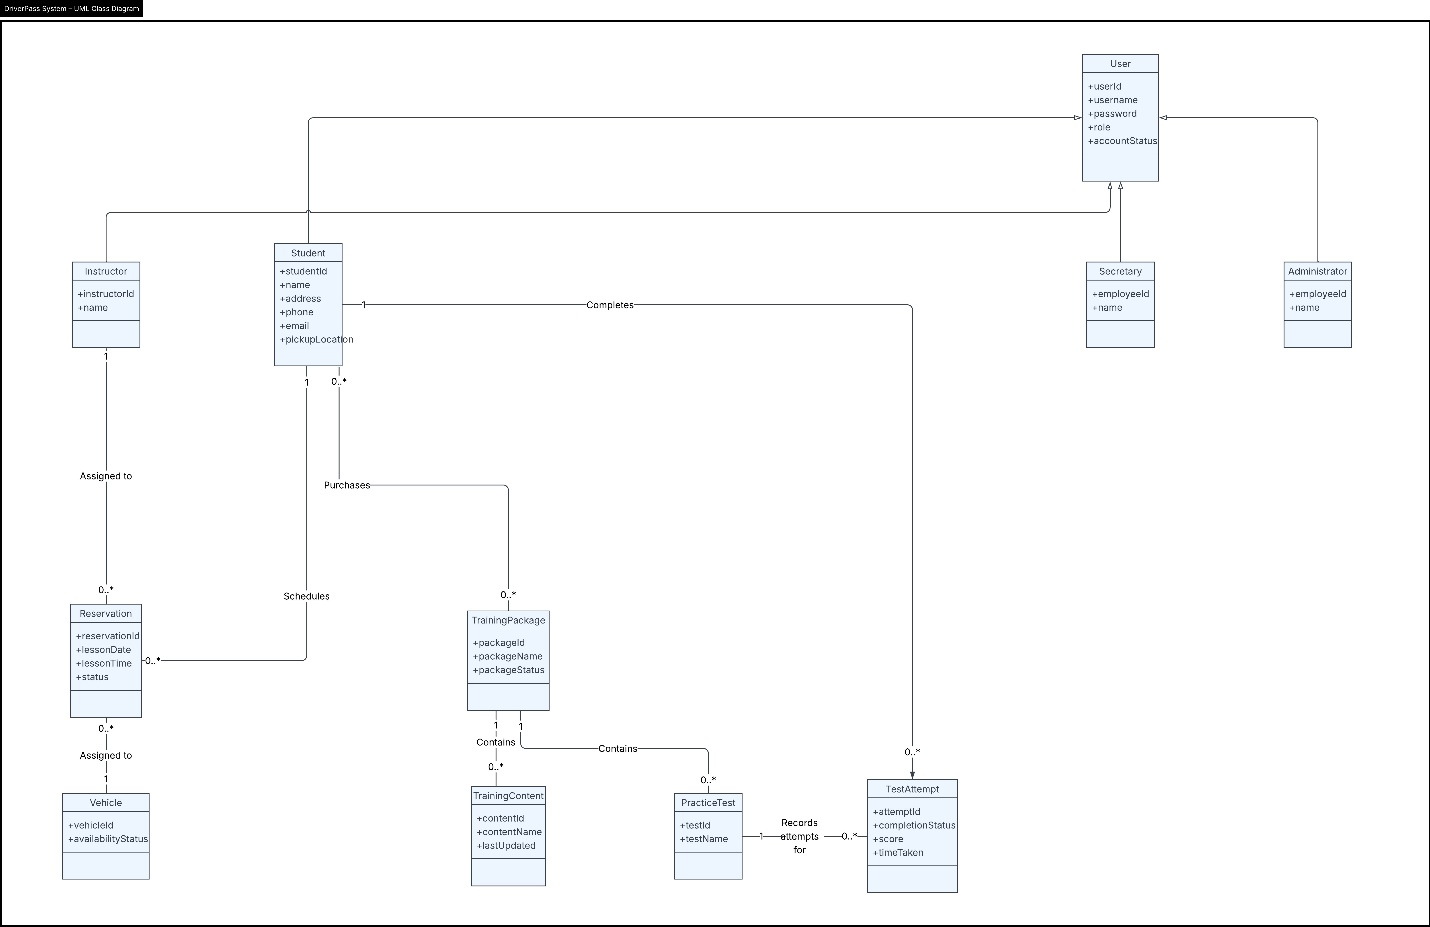 DriverPass System – UML Class Diagram
User
+userId
+username
+password
+role
+accountStatus
Student
+studentId
+name
+address
+phone
+email
+pickupLocation
Instructor
+instructorId
+name
Secretary
+employeeId
+name
Administrator
+employeeId
+name
1
Completes
1
1
0..*
Assigned to
Purchases
0..*
Schedules
0..*
Reservation
+reservationId
+lessonDate
+lessonTime
+status
0..*
TrainingPackage
+packageId
+packageName
+packageStatus
0..*
Assigned to
1
1
1
Contains
Contains
0..*
0..*
0..*
Vehicle
+vehicleId
+availabilityStatus
TrainingContent
+contentId
+contentName
+lastUpdated
PracticeTest
+testId
+testName
1
Records
attempts
for
0..*
TestAttempt
+attemptId
+completionStatus
+score
+timeTaken